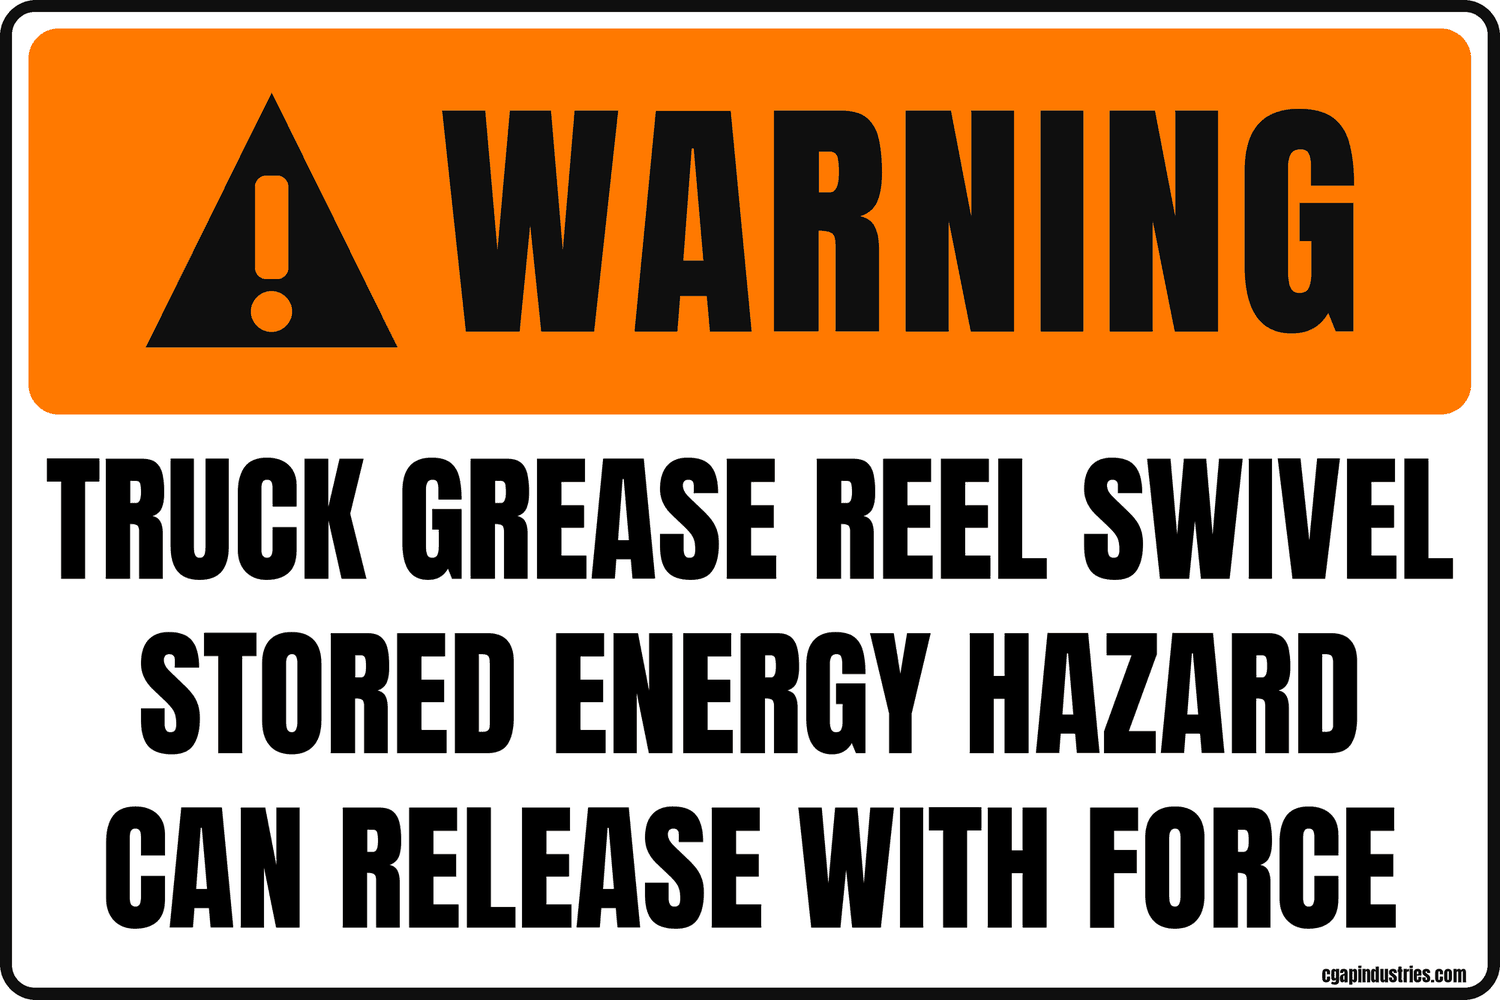 WARNING
TRUCK GREASE REEL SWIVEL
STORED ENERGY HAZARD
CAN RELEASE WITH FORCE
cgapindustries.com